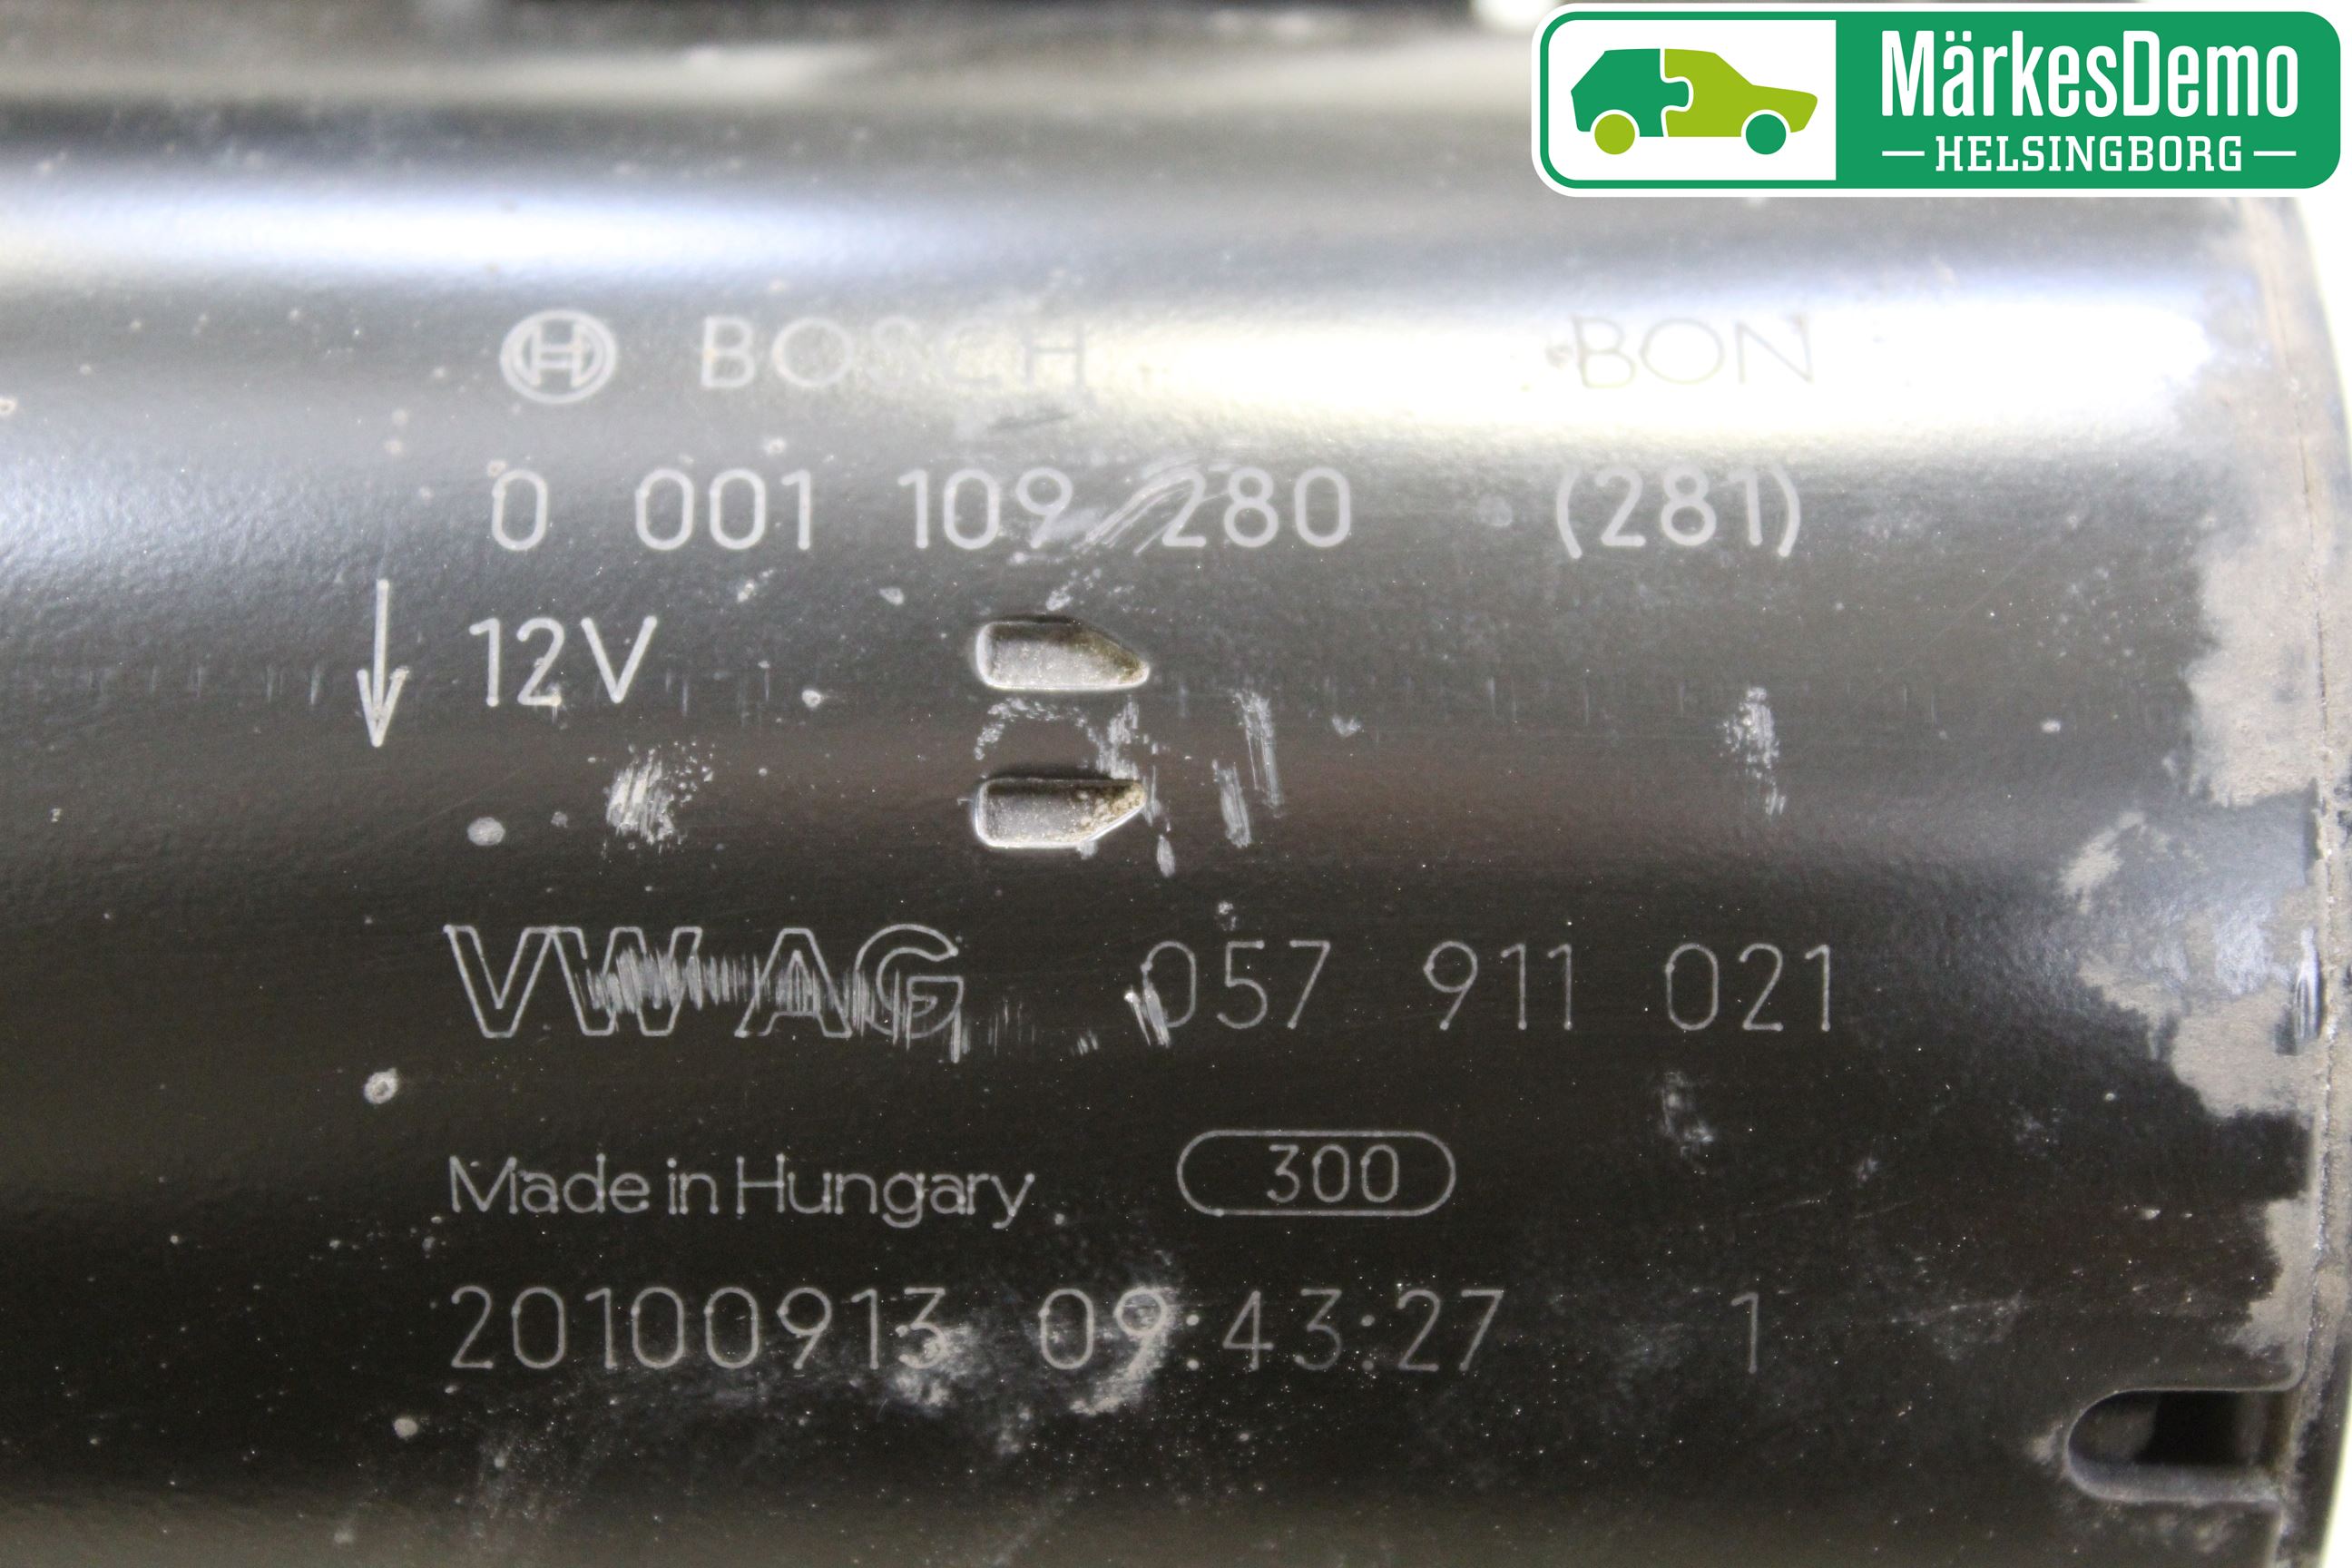 MärkesDemo
HELSINGBORG
BOSCH BON
0 001 109 280 (281)
12V
VW AG 057 911 021
Made in Hungary 300
20100913 09:43:27 1